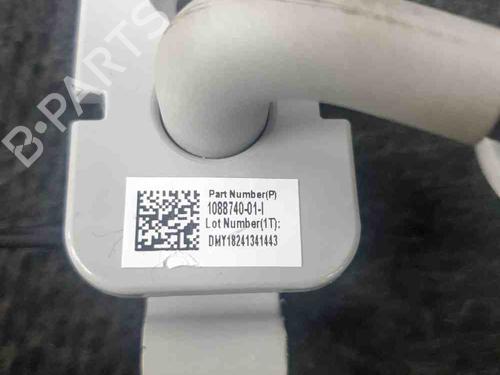 B-PARTS
Part Number(P)
1088740-01-I
Lot Number(1T):
DMY18241341443